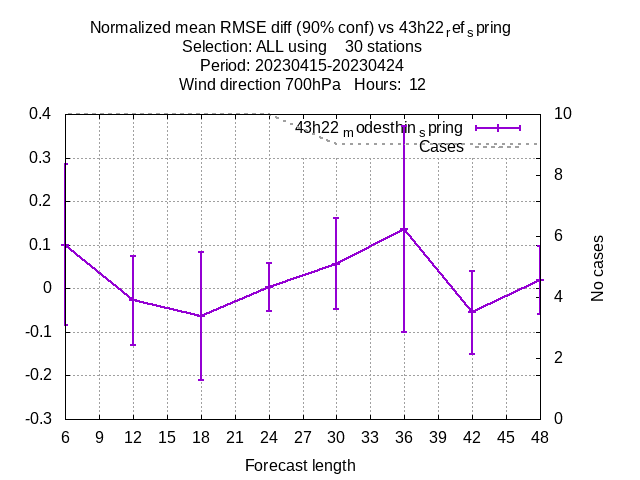 Normalized mean RMSE diff (90% conf) vs 43h22refspring
Selection: ALL using 30 stations
Period: 20230415-20230424
Wind direction 700hPa Hours: 12
43h22modesthinspring
Cases
0.4
0.3
0.2
0.1
0
-0.1
-0.2
-0.3
10
8
6
4
2
0
No cases
6 9 12 15 18 21 24 27 30 33 36 39 42 45 48
Forecast length